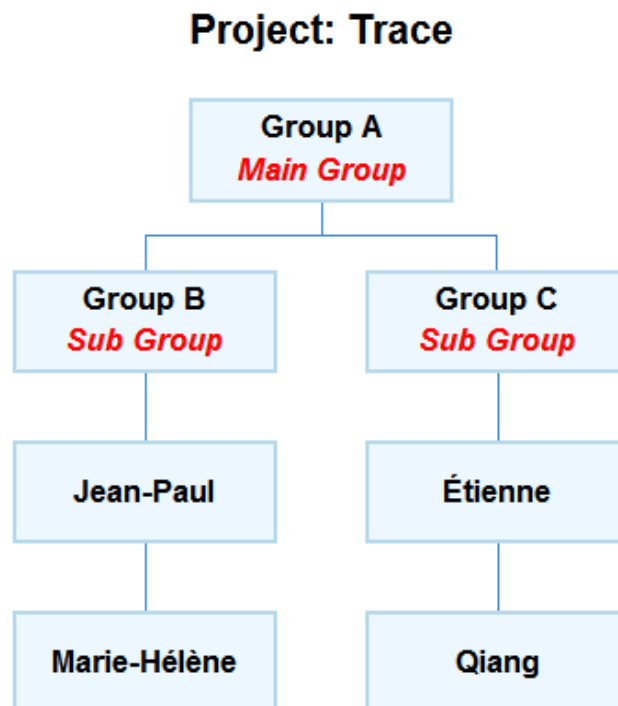 Project: Trace
Group A
Main Group
Group B
Sub Group
Group C
Sub Group
Jean-Paul
Étienne
Marie-Hélène
Qiang